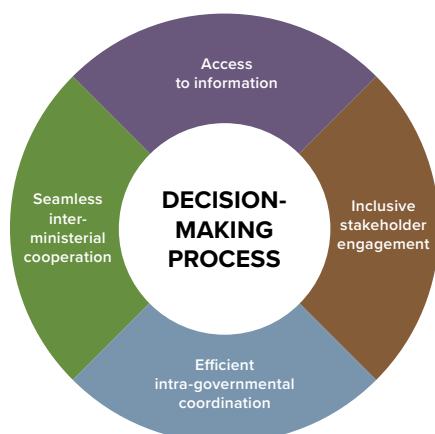 Access
to information
Seamless
inter-
ministerial
cooperation
DECISION-
MAKING
PROCESS
Inclusive
stakeholder
engagement
Efficient
intra-governmental
coordination